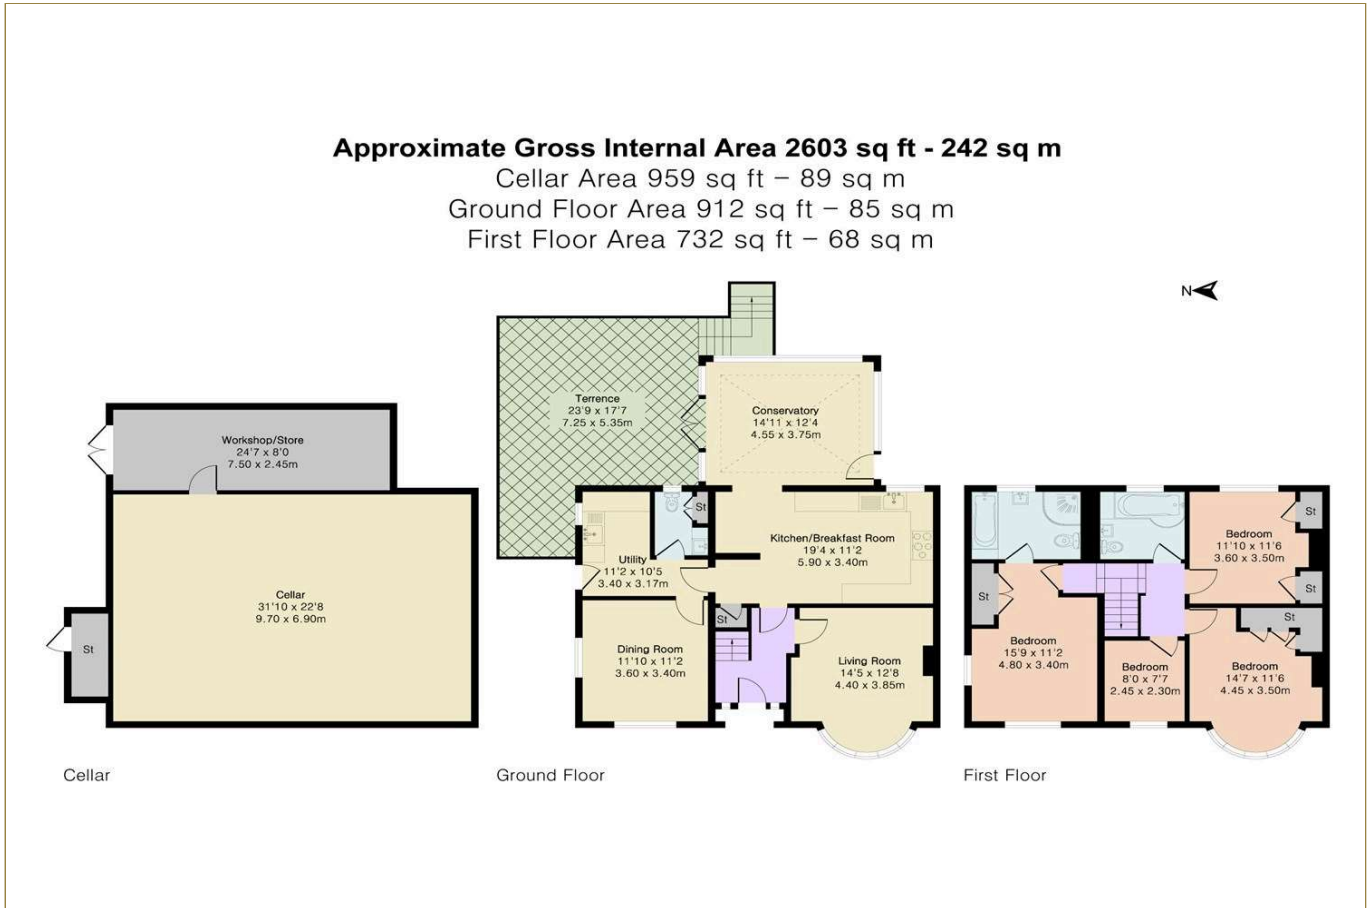 Approximate Gross Internal Area 2603 sq ft - 242 sq m
Cellar Area 959 sq ft – 89 sq m
Ground Floor Area 912 sq ft – 85 sq m
First Floor Area 732 sq ft – 68 sq m
N
Workshop/Store
24'7 x 8'0
7.50 x 2.45m
Cellar
31'10 x 22'8
9.70 x 6.90m
St
Cellar
Terrence
23'9 x 17'7
7.25 x 5.35m
Conservatory
14'11 x 12'4
4.55 x 3.75m
St
Kitchen/Breakfast Room
19'4 x 11'2
5.90 x 3.40m
Utility
11'2 x 10'5
3.40 x 3.17m
St
Dining Room
11'10 x 11'2
3.60 x 3.40m
Living Room
14'5 x 12'8
4.40 x 3.85m
Ground Floor
Bedroom
11'10 x 11'6
3.60 x 3.50m
St
St
St
St
Bedroom
15'9 x 11'2
4.80 x 3.40m
Bedroom
8'0 x 7'7
2.45 x 2.30m
Bedroom
14'7 x 11'6
4.45 x 3.50m
First Floor